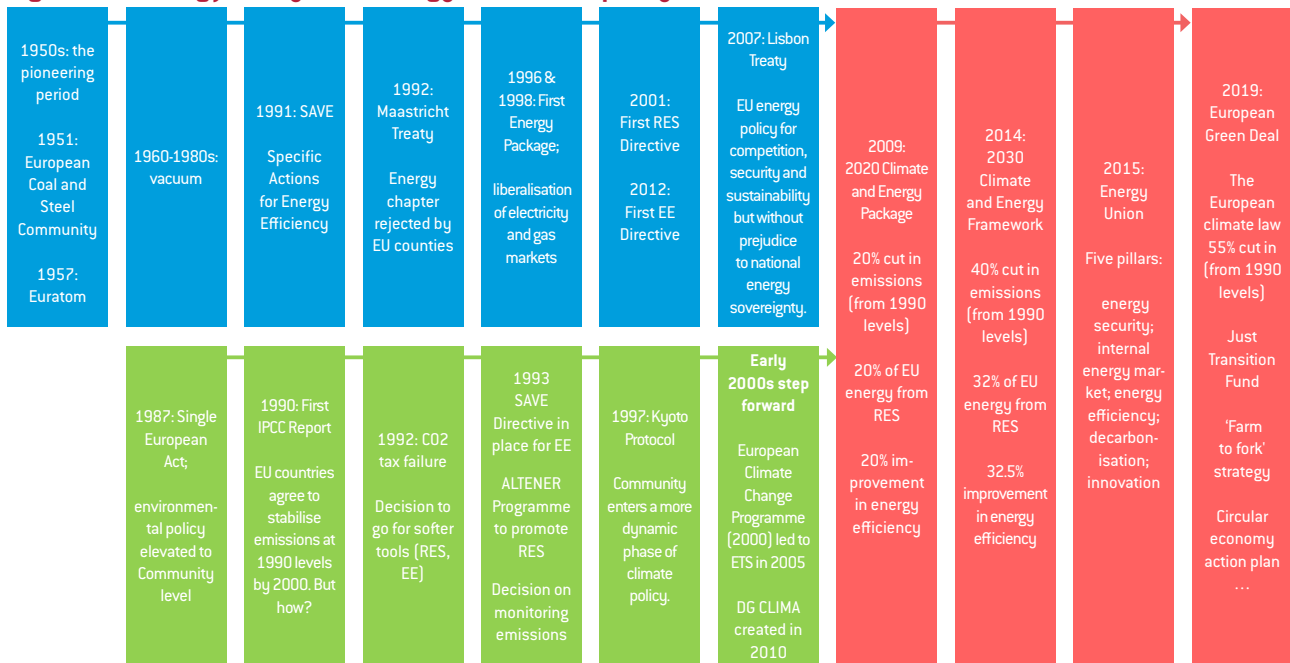 1950s: the
pioneering
period
1951:
European
Coal and
Steel
Community
1957:
Euratom
1960-1980s:
vacuum
1991: SAVE
Specific
Actions
for Energy
Efficiency
1992:
Maastricht
Treaty
Energy
chapter
rejected by
EU counties
1996 &
1998: First
Energy
Package;
liberalisation
of electricity
and gas
markets
2001:
First RES
Directive
2012:
First EE
Directive
2007: Lisbon
Treaty
EU energy
policy for
competition,
security and
sustainability
but without
prejudice
to national
energy
sovereignty.
1987: Single
European
Act;
environmen-
tal policy
elevated to
Community
level
1990: First
IPCC Report
EU countries
agree to
stabilise
emissions at
1990 levels
by 2000. But
how?
1992: CO2
tax failure
Decision to
go for softer
tools (RES,
EE)
1993
SAVE
Directive in
place for EE
ALTENER
Programme
to promote
RES
Decision on
monitoring
emissions
1997: Kyoto
Protocol
Community
enters a more
dynamic
phase of
climate
policy.
Early
2000s step
forward
European
Climate
Change
Programme
(2000) led to
ETS in 2005
DG CLIMA
created in
2010
2009:
2020 Climate
and Energy
Package
20% cut in
emissions
(from 1990
levels)
20% of EU
energy from
RES
20% im-
provement
in energy
efficiency
2014:
2030
Climate
and Energy
Framework
40% cut in
emissions
(from 1990
levels)
32% of EU
energy from
RES
32.5%
improvement
in energy
efficiency
2015:
Energy
Union
Five pillars:
energy
security;
internal
energy mar-
ket; energy
efficiency;
decarbon-
isation;
innovation
2019:
European
Green Deal
The
European
climate law
55% cut in
(from 1990
levels)
Just
Transition
Fund
'Farm
to fork'
strategy
Circular
economy
action plan
...